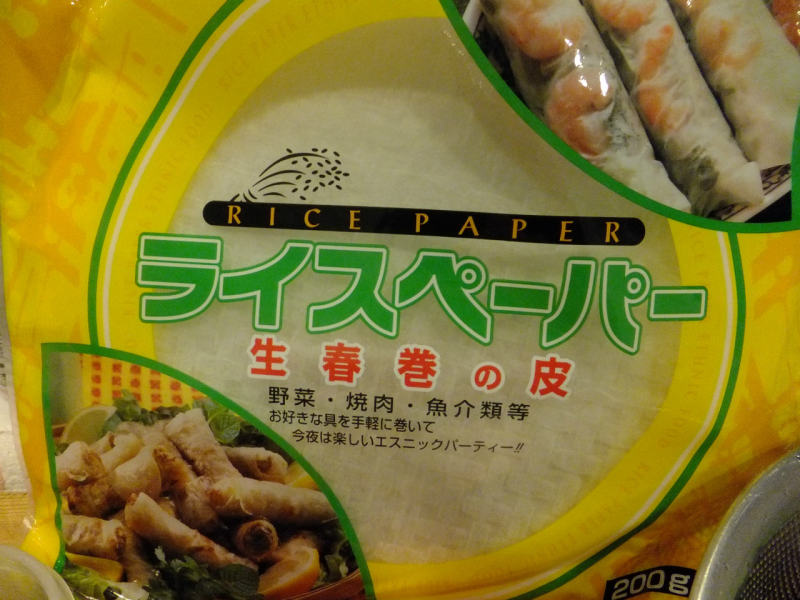 RICE PAPER
ライスペーパー
生春巻の皮
野菜・焼肉・魚介類等
お好きな具を手軽に巻いて
今夜は楽しいエスニックパーティー!!
200g